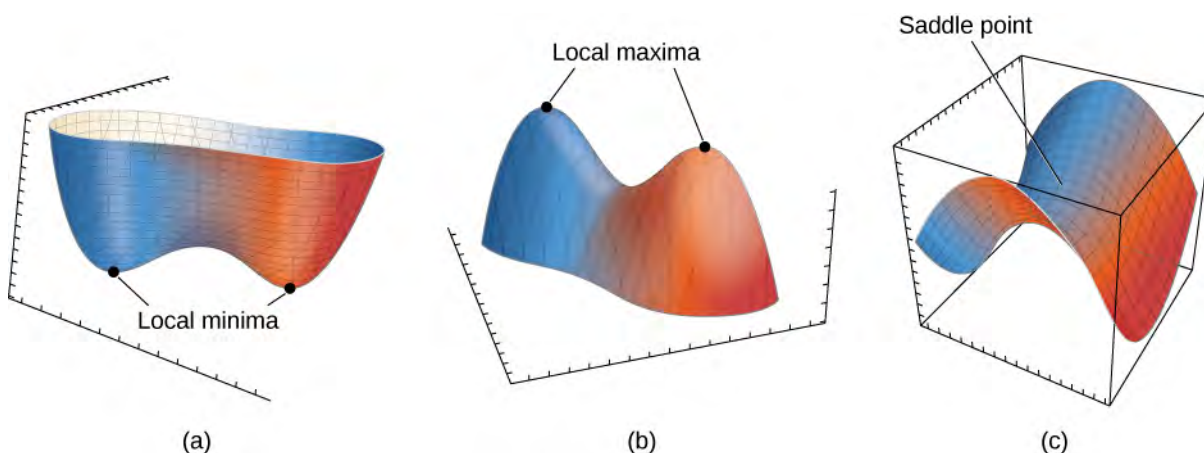 Saddle point
Local maxima
Local minima
(a)
(b)
(c)